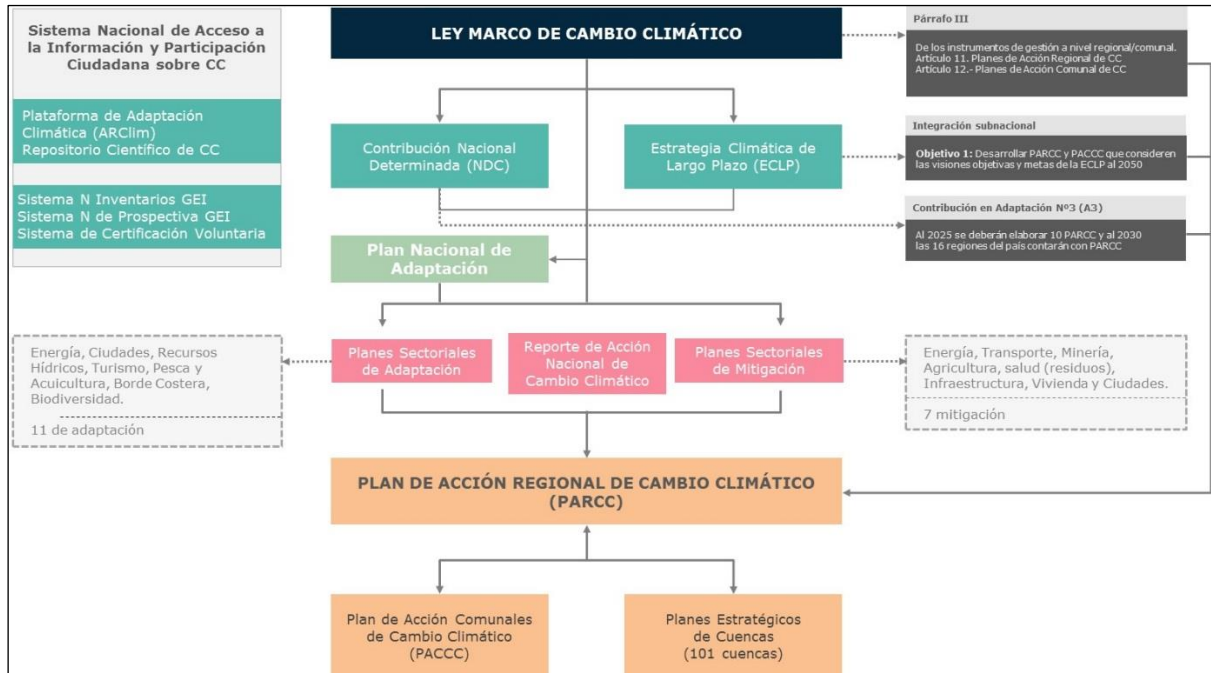 Sistema Nacional de Acceso a
la Información y Participación
Ciudadana sobre CC
Plataforma de Adaptación
Climática (ARClim)
Repositorio Científico de CC
Sistema N Inventarios GEI
Sistema N de Prospectiva GEI
Sistema de Certificación Voluntaria
LEY MARCO DE CAMBIO CLIMÁTICO
Párrafo III
De los instrumentos de gestión a nivel regional/comunal.
Artículo 11. Planes de Acción Regional de CC
Artículo 12.- Planes de Acción Comunal de CC
Contribución Nacional
Determinada (NDC)
Estrategia Climática de
Largo Plazo (ECLP)
Integración subnacional
Objetivo 1: Desarrollar PARCC y PACCC que consideren
las visiones objetivas y metas de la ECLP al 2050
Contribución en Adaptación Nº3 (A3)
Al 2025 se deberán elaborar 10 PARCC y al 2030
las 16 regiones del país contarán con PARCC
Plan Nacional de
Adaptación
Energía, Ciudades, Recursos
Hídricos, Turismo, Pesca y
Acuicultura, Borde Costera,
Biodiversidad.
11 de adaptación
Planes Sectoriales
de Adaptación
Reporte de Acción
Nacional de
Cambio Climático
Planes Sectoriales
de Mitigación
Energía, Transporte, Minería,
Agricultura, salud (residuos),
Infraestructura, Vivienda y Ciudades.
7 mitigación
PLAN DE ACCIÓN REGIONAL DE CAMBIO CLIMÁTICO
(PARCC)
Plan de Acción Comunales
de Cambio Climático
(PACCC)
Planes Estratégicos
de Cuencas
(101 cuencas)